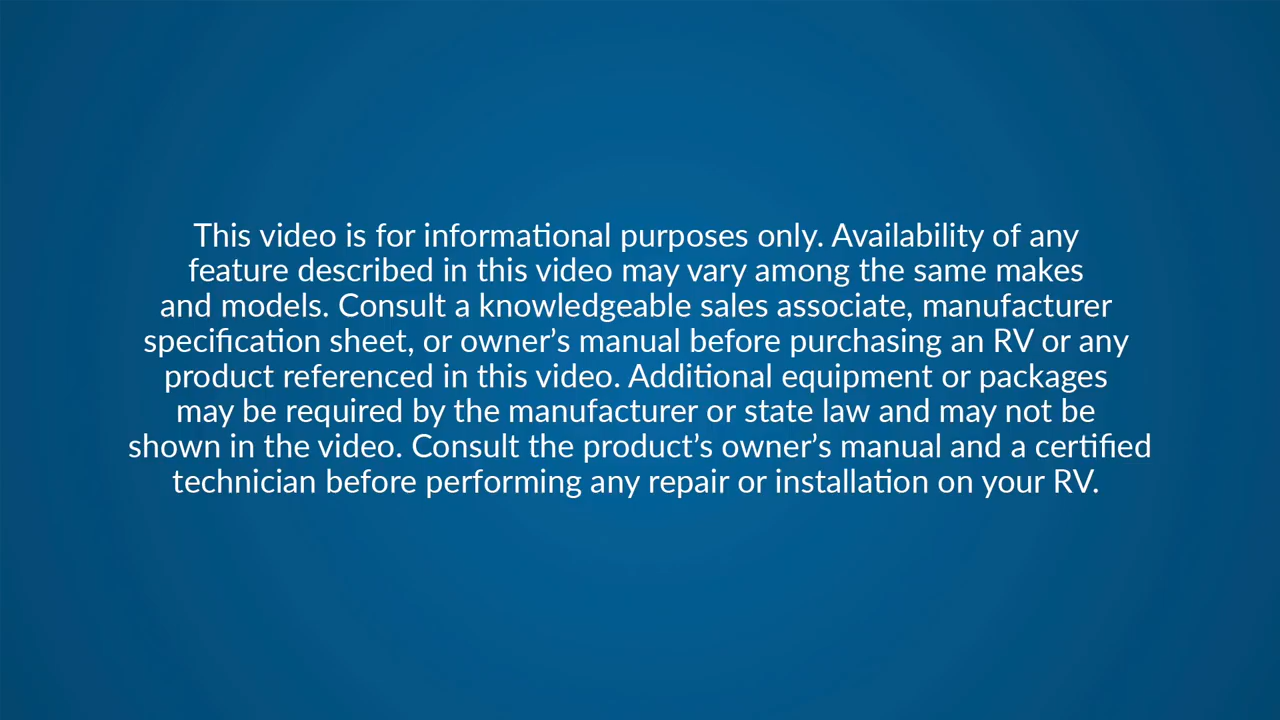 This video is for informational purposes only. Availability of any
feature described in this video may vary among the same makes
and models. Consult a knowledgeable sales associate, manufacturer
specification sheet, or owner’s manual before purchasing an RV or any
product referenced in this video. Additional equipment or packages
may be required by the manufacturer or state law and may not be
shown in the video. Consult the product’s owner’s manual and a certified
technician before performing any repair or installation on your RV.